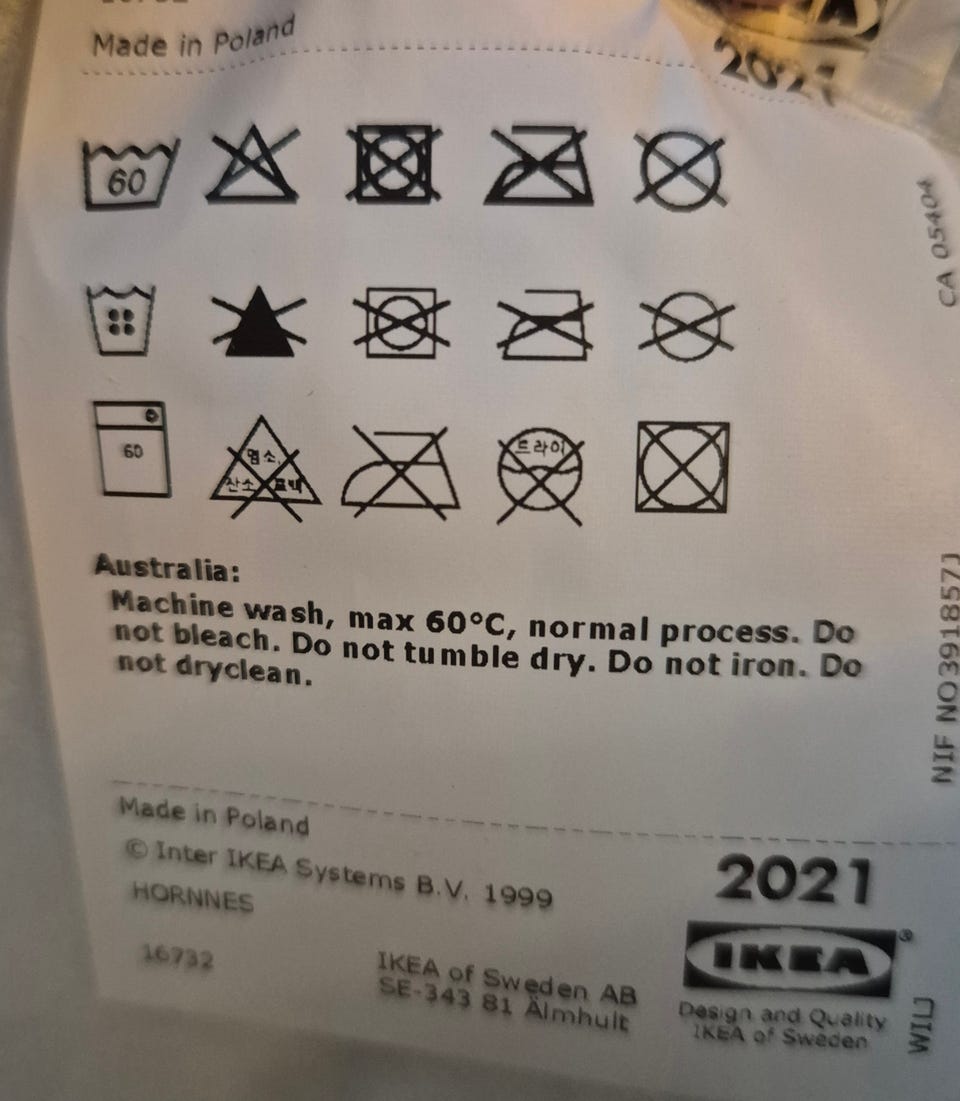 Made in Poland
2021
60
CA 05404
60
염소,
산소 표백
드라이
Australia:
Machine wash, max 60°C, normal process. Do
not bleach. Do not tumble dry. Do not iron. Do
not dryclean.
NIF NO391857J
Made in Poland
© Inter IKEA Systems B.V. 1999
HORNNES
16732
IKEA of Sweden AB
SE-343 81 Älmhult
2021
IKEA®
Design and Quality
IKEA of Sweden
WILJ